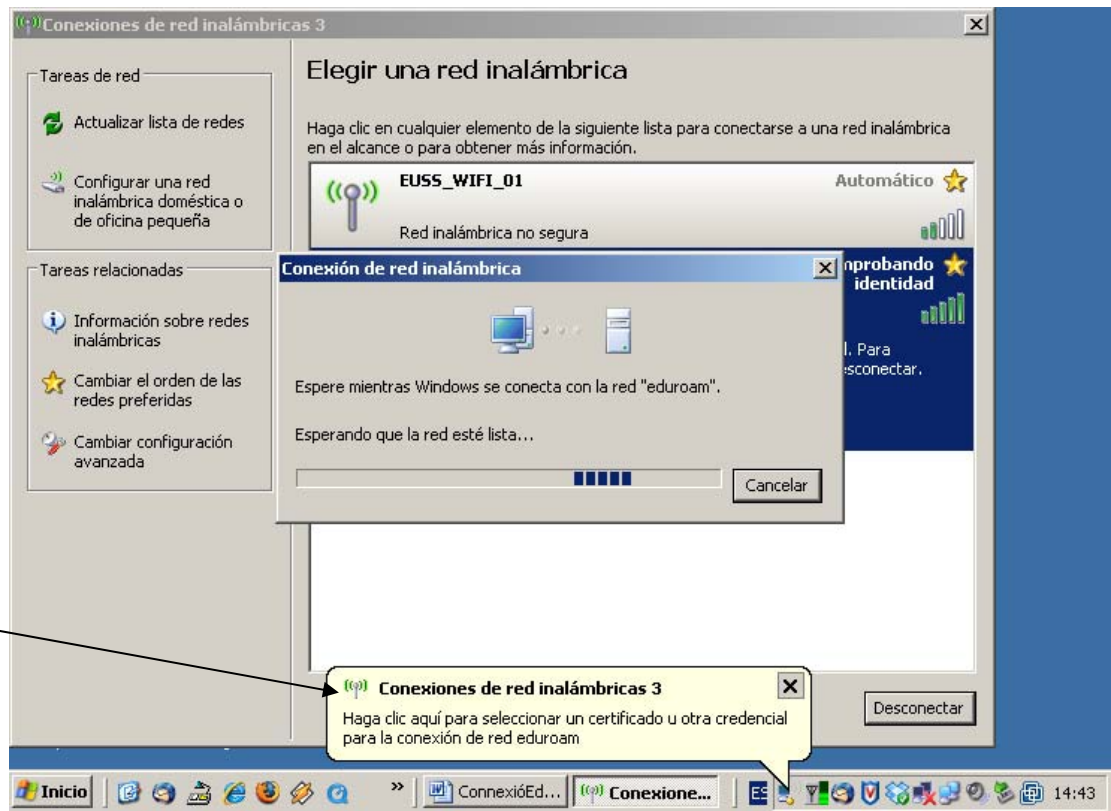 Conexiones de red inalámbricas 3
Tareas de red
Actualizar lista de redes
Configurar una red
inalámbrica doméstica o
de oficina pequeña
Tareas relacionadas
Información sobre redes
inalámbricas
Cambiar el orden de las
redes preferidas
Cambiar configuración
avanzada
Elegir una red inalámbrica
Haga clic en cualquier elemento de la siguiente lista para conectarse a una red inalámbrica
en el alcance o para obtener más información.
EUSS_WIFI_01
Automático
Red inalámbrica no segura
mprobando
identidad
l. Para
esconectar.
Conexión de red inalámbrica
Espere mientras Windows se conecta con la red "eduroam".
Esperando que la red esté lista...
Cancelar
Conexiones de red inalámbricas 3
Haga clic aquí para seleccionar un certificado u otra credencial
para la conexión de red eduroam
Desconectar
Inicio
»
ConnexióEd...
Conexione...
ES
14:43